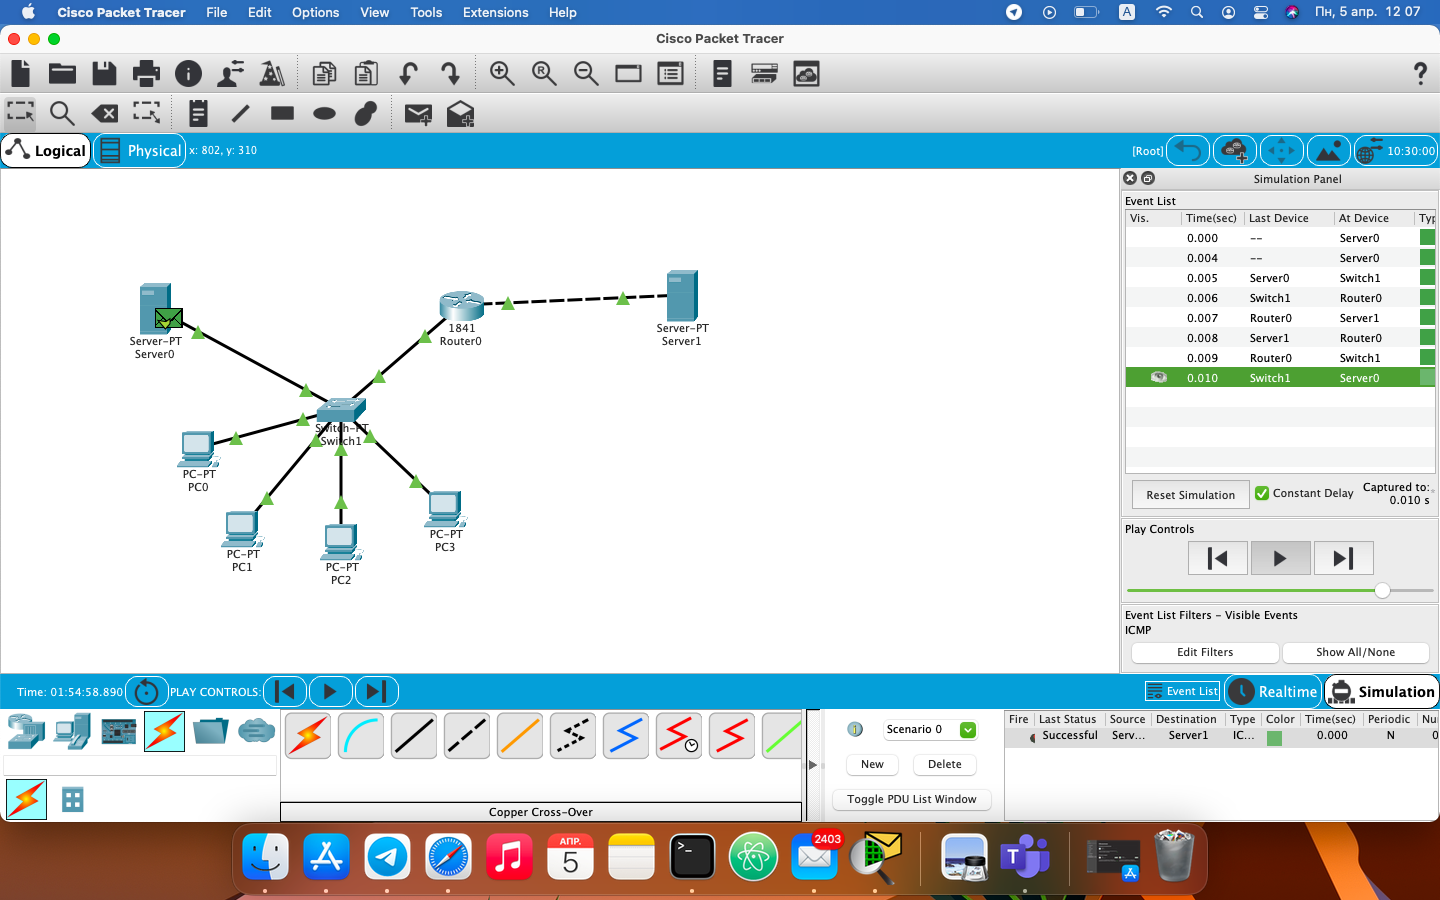 Cisco Packet Tracer File Edit Options View Tools Extensions Help A Пн, 5 апр. 12 07
Cisco Packet Tracer
Logical Physical x: 802, y: 310 [Root] 10:30:00
Simulation Panel
Event List
Vis. Time(sec) Last Device At Device Typ
0.000 -- Server0
0.004 -- Server0
0.005 Server0 Switch1
0.006 Switch1 Router0
0.007 Router0 Server1
0.008 Server1 Router0
0.009 Router0 Switch1
0.010 Switch1 Server0
Reset Simulation Constant Delay Captured to:
0.010 s
Play Controls
Event List Filters - Visible Events
ICMP
Edit Filters Show All/None
Server-PT
Server0
1841
Router0
Server-PT
Server1
Switch-PT
Switch1
PC-PT
PC0
PC-PT
PC1
PC-PT
PC2
PC-PT
PC3
Time: 01:54:58.890 PLAY CONTROLS: Event List Realtime Simulation
Copper Cross-Over
Scenario 0
New Delete
Toggle PDU List Window
Fire Last Status Source Destination Type Color Time(sec) Periodic Nu
Successful Serv... Server1 IC... 0.000 N 0
АПР.
5
2403